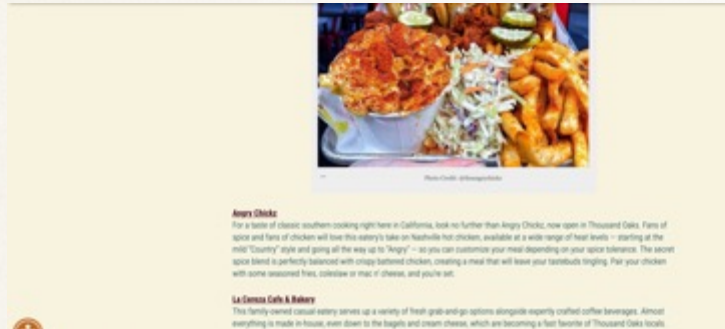 Photo Credit: @theangrychickz
Angry Chickz
For a taste of classic southern cooking right here in California, look no further than Angry Chickz, now open in Thousand Oaks. Fans of
spice and fans of chicken will love this eatery's take on Nashville hot chicken, available at a wide range of heat levels – starting at the
mild "Country" style and going all the way up to "Angry" – so you can customize your meal depending on your spice tolerance. The secret
spice blend is perfectly balanced with crispy battered chicken, creating a meal that will leave your tastebuds tingling. Pair your chicken
with some seasoned fries, coleslaw or mac n' cheese, and you're set.
La Cereza Cafe & Bakery
This family-owned casual eatery serves up a variety of fresh grab-and-go options alongside expertly crafted coffee beverages. Almost
everything is made in-house, even down to the bagels and cream cheese, which are becoming a fast favorite of Thousand Oaks locals.